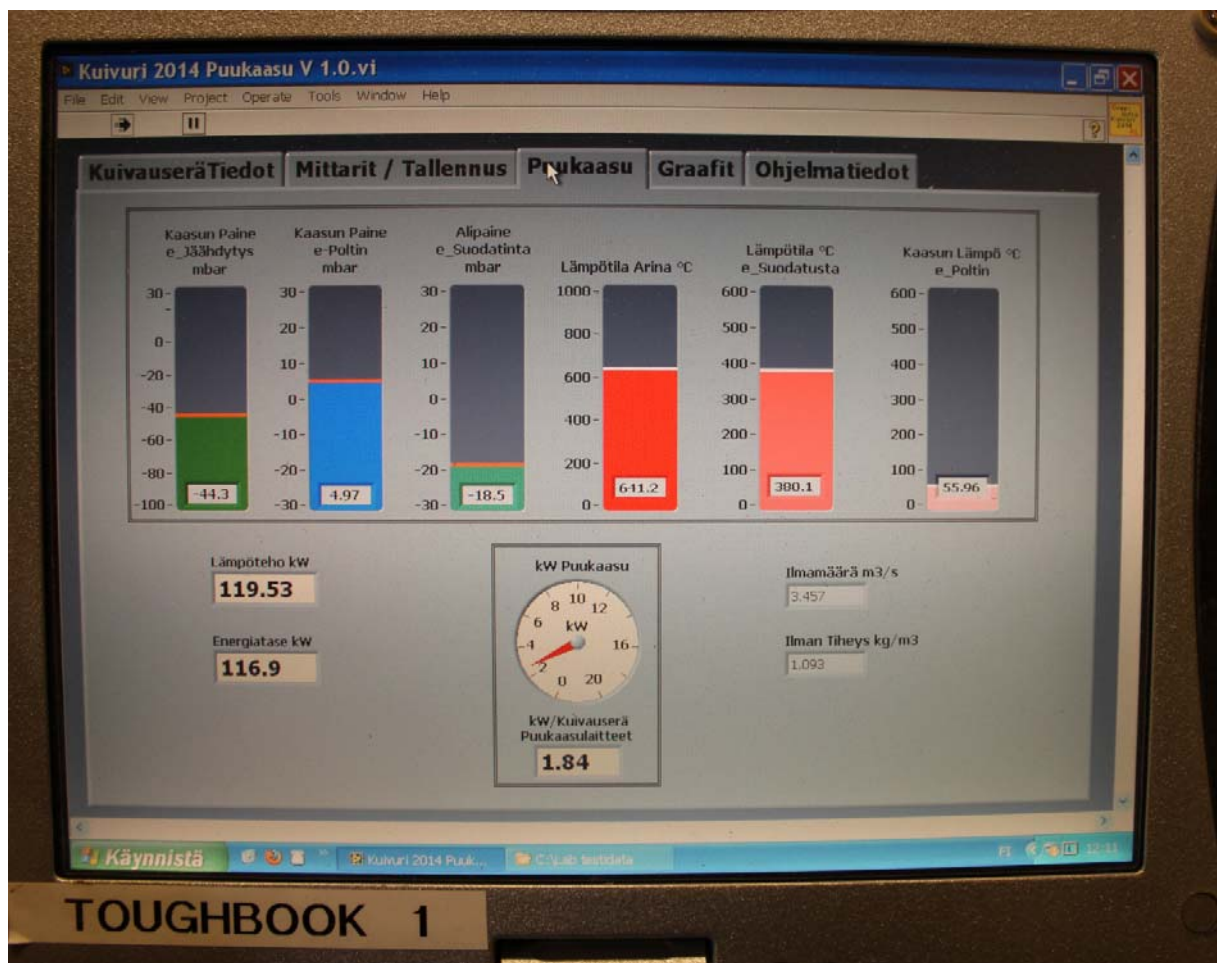 Kuivuri 2014 Puukaasu V 1.0.vi
File Edit View Project Operate Tools Window Help
KuivauseräTiedot Mittarit / Tallennus Puukaasu Graafit Ohjelmatiedot
Kaasun Paine
e_Jäähdytys
mbar
30-
0-
-20-
-40-
-60-
-80-
-100-
-44.3
Kaasun Paine
e-Poltin
mbar
30-
20-
10-
0-
-10-
-20-
-30-
4.97
Alipaine
e_Suodatinta
mbar
30-
20-
10-
0-
-10-
-20-
-30-
-18.5
Lämpötila Arina °C
1000-
800-
600-
400-
200-
0-
641.2
Lämpötila °C
e_Suodatusta
600-
500-
400-
300-
200-
100-
0-
380.1
Kaasun Lämpö °C
e_Poltin
600-
500-
400-
300-
200-
100-
0-
55.96
Lämpöteho kW
119.53
Energiatase kW
116.9
kW Puukaasu
0 2 4 6 8 10 12 16 20
kW
kW/Kuivauserä
Puukaasulaitteet
1.84
Ilmamäärä m3/s
3.457
Ilman Tiheys kg/m3
1.093
Käynnistä Kuivuri 2014 Puuk... C:\Lab testidata FI 12:11
TOUGHBOOK 1